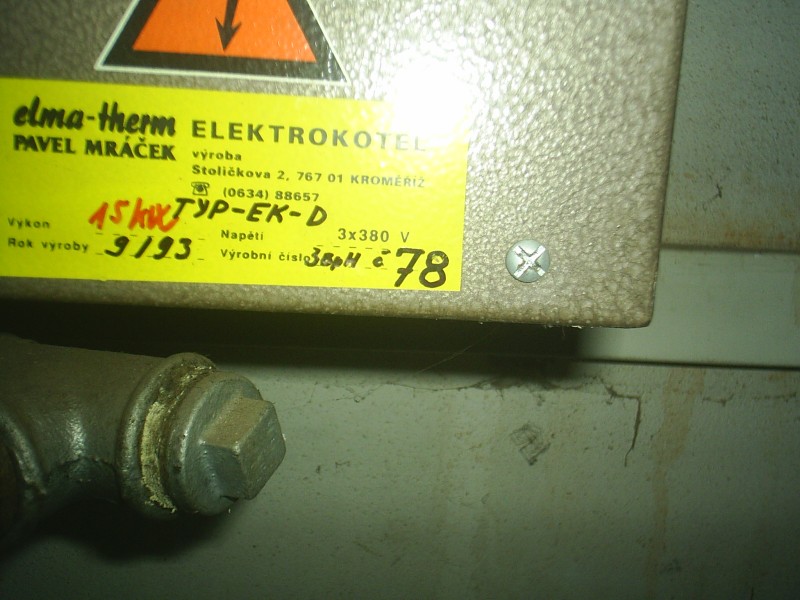 elma-therm ELEKTROKOTEL
PAVEL MRÁČEK
výroba
Stoličkova 2, 767 01 KROMĚŘÍŽ
☏ (0634) 88657
TYP-EK-D
Výkon 15kW Napětí 3x380 V
Rok výroby 9/93 Výrobní číslo č 78